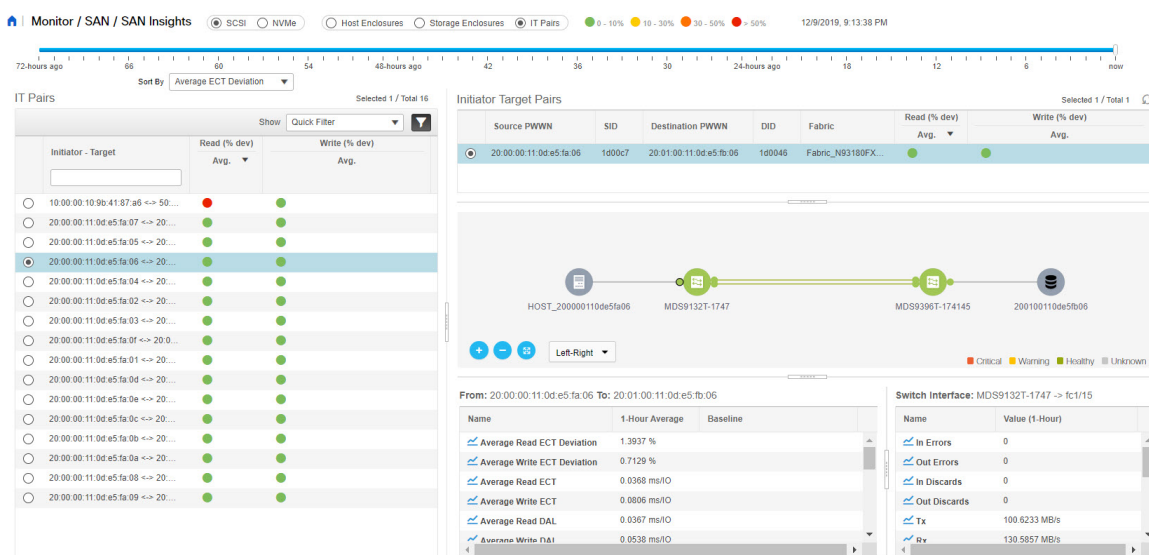 Monitor / SAN / SAN Insights
SCSI NVMe
Host Enclosures Storage Enclosures IT Pairs
0 - 10% 10 - 30% 30 - 50% > 50%
12/9/2019, 9:13:38 PM
72-hours ago 66 60 54 48-hours ago 42 36 30 24-hours ago 18 12 6 now
Sort By Average ECT Deviation
IT Pairs
Selected 1 / Total 16
Show Quick Filter
Initiator - Target Read (% dev) Write (% dev)
Avg. Avg.
10:00:00:10:9b:41:87:a6 <-> 50:...
20:00:00:11:0d:e5:fa:07 <-> 20:...
20:00:00:11:0d:e5:fa:05 <-> 20:...
20:00:00:11:0d:e5:fa:06 <-> 20:...
20:00:00:11:0d:e5:fa:04 <-> 20:...
20:00:00:11:0d:e5:fa:02 <-> 20:...
20:00:00:11:0d:e5:fa:03 <-> 20:...
20:00:00:11:0d:e5:fa:0f <-> 20:0...
20:00:00:11:0d:e5:fa:01 <-> 20:...
20:00:00:11:0d:e5:fa:0d <-> 20:...
20:00:00:11:0d:e5:fa:0e <-> 20:...
20:00:00:11:0d:e5:fa:0c <-> 20:...
20:00:00:11:0d:e5:fa:0b <-> 20:...
20:00:00:11:0d:e5:fa:0a <-> 20:...
20:00:00:11:0d:e5:fa:08 <-> 20:...
20:00:00:11:0d:e5:fa:09 <-> 20:...
Initiator Target Pairs
Selected 1 / Total 1
Source PWWN SID Destination PWWN DID Fabric Read (% dev) Write (% dev)
Avg. Avg.
20:00:00:11:0d:e5:fa:06 1d00c7 20:01:00:11:0d:e5:fb:06 1d0046 Fabric_N93180FX...
HOST_200000110de5fa06 MDS9132T-1747 MDS9396T-174145 200100110de5fb06
Left-Right
Critical Warning Healthy Unknown
From: 20:00:00:11:0d:e5:fa:06 To: 20:01:00:11:0d:e5:fb:06
Name 1-Hour Average Baseline
Average Read ECT Deviation 1.3937 %
Average Write ECT Deviation 0.7129 %
Average Read ECT 0.0368 ms/IO
Average Write ECT 0.0806 ms/IO
Average Read DAL 0.0367 ms/IO
Average Write DAL 0.0538 ms/IO
Switch Interface: MDS9132T-1747 -> fc1/15
Name Value (1-Hour)
In Errors 0
Out Errors 0
In Discards 0
Out Discards 0
Tx 100.6233 MB/s
Rx 130.5857 MB/s